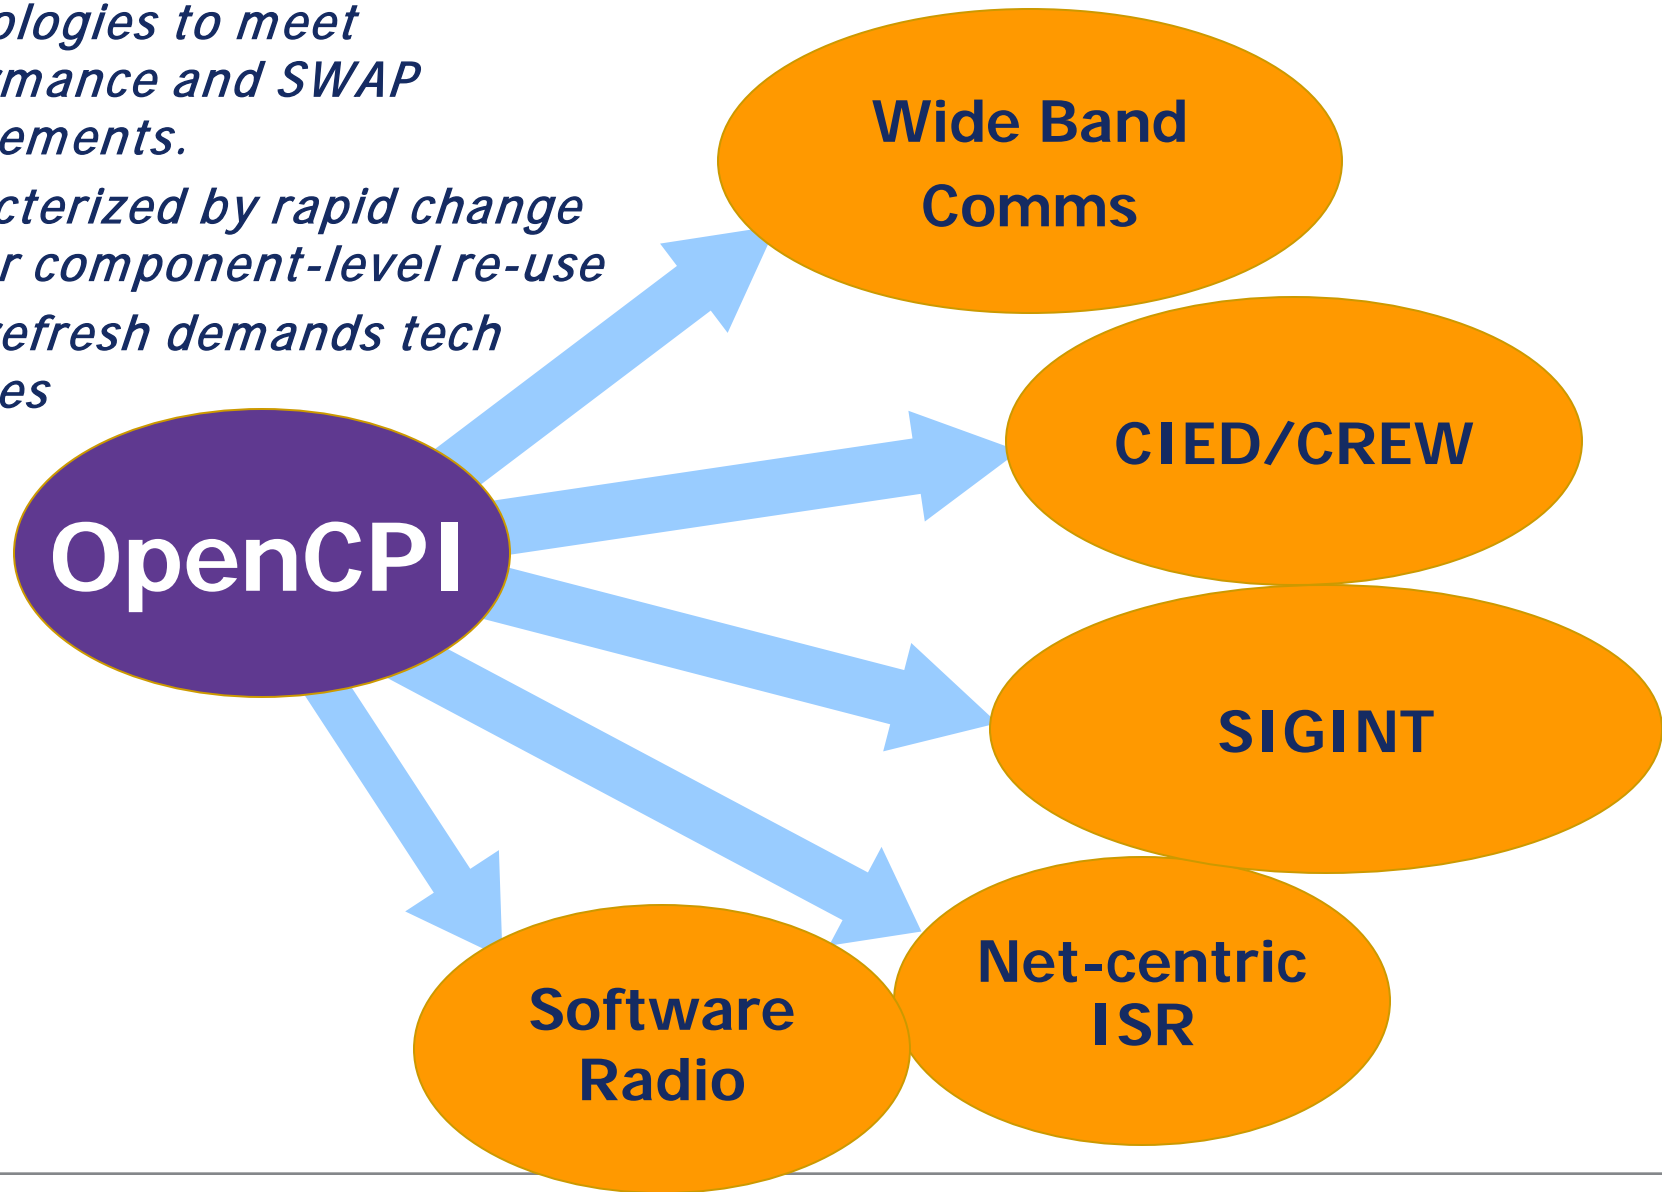 ologies to meet
rmance and SWAP
ements.
cterized by rapid change
r component-level re-use
refresh demands tech
es
Wide Band
Comms
CIED/CREW
OpenCPI
SIGINT
Net-centric
ISR
Software
Radio